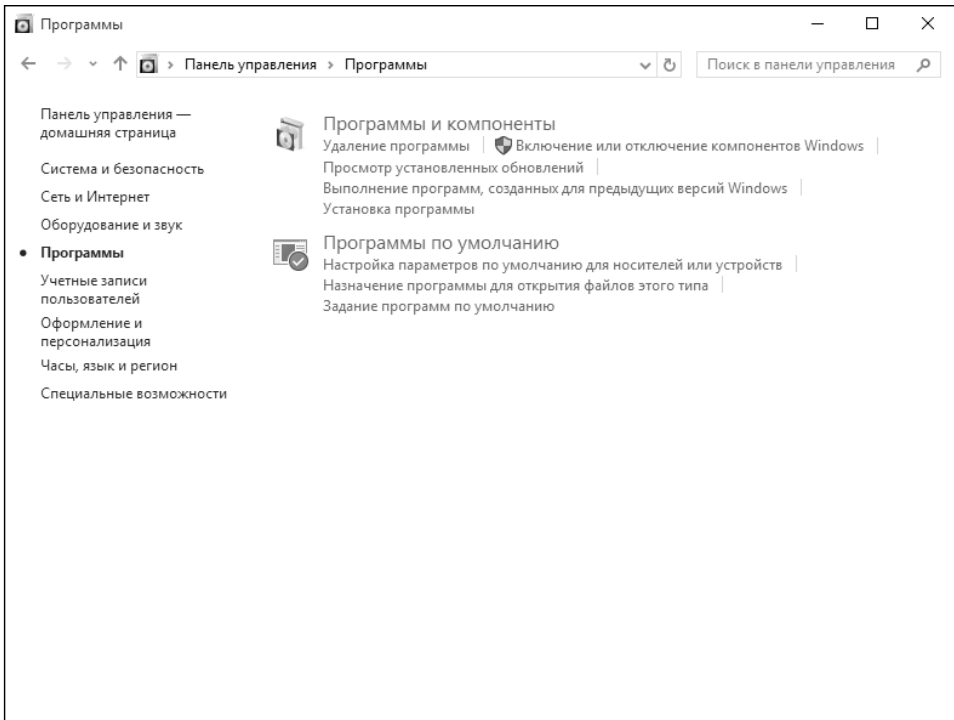 Программы
Панель управления > Программы
Поиск в панели управления
Панель управления —
домашняя страница
Система и безопасность
Сеть и Интернет
Оборудование и звук
Программы
Учетные записи
пользователей
Оформление и
персонализация
Часы, язык и регион
Специальные возможности
Программы и компоненты
Удаление программы | Включение или отключение компонентов Windows |
Просмотр установленных обновлений |
Выполнение программ, созданных для предыдущих версий Windows |
Установка программы
Программы по умолчанию
Настройка параметров по умолчанию для носителей или устройств |
Назначение программы для открытия файлов этого типа |
Задание программ по умолчанию